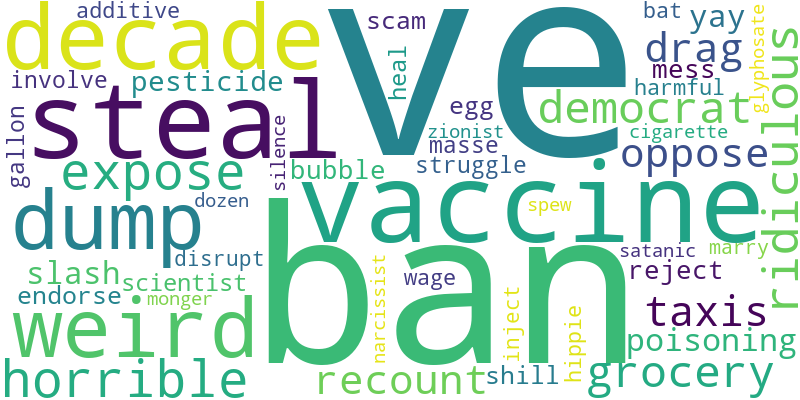 additive
decade
ve
scam
bat
yay
glyphosate
drag
ridiculous
involve
pesticide
heal
mess
harmful
steal
egg
democrat
gallon
silence
zionist
cigarette
masse
oppose
expose
bubble
struggle
vaccine
dozen
dump
spew
disrupt
ban
satanic
marry
slash
scientist
narcissist
wage
reject
endorse
monger
inject
hippie
taxis
weird
poisoning
horrible
recount
shill
grocery